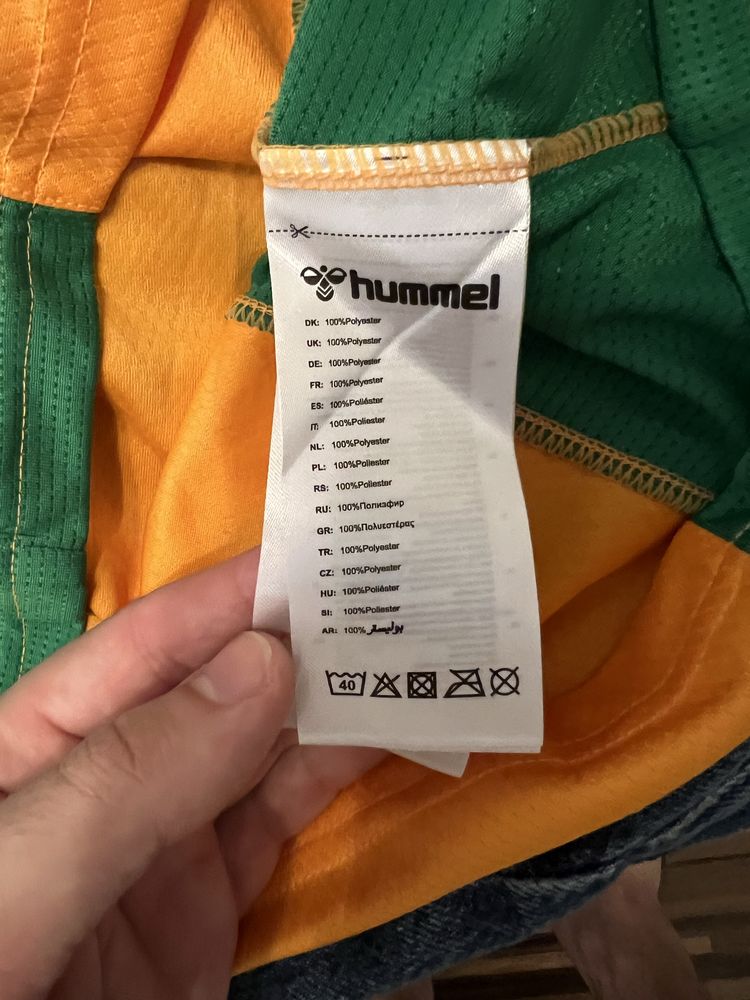 hummel
DK: 100%Polyester
UK: 100%Polyester
DE: 100%Polyester
FR: 100%Polyester
ES: 100%Poliéster
IT: 100%Poliester
NL: 100%Polyester
PL: 100%Poliester
RS: 100%Poliester
RU: 100%Полиэфир
GR: 100%Πολυεστέρας
TR: 100%Polyester
CZ: 100%Polyester
HU: 100%Poliészter
SI: 100%Poliester
AR: 100% بوليستر
40